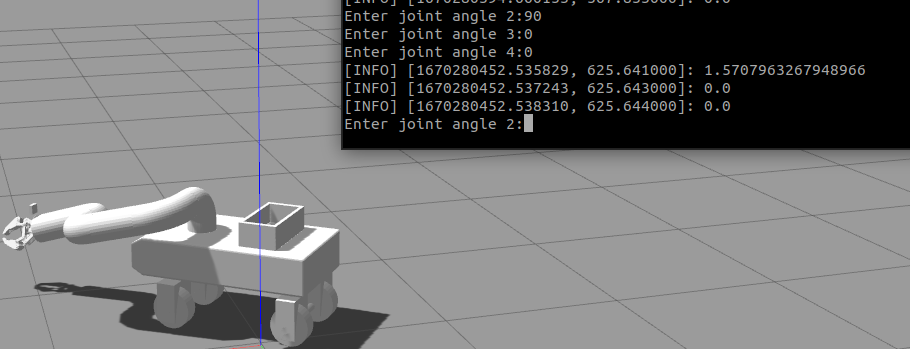 Enter joint angle 2:90
Enter joint angle 3:0
Enter joint angle 4:0
[INFO] [1670280452.535829, 625.641000]: 1.5707963267948966
[INFO] [1670280452.537243, 625.643000]: 0.0
[INFO] [1670280452.538310, 625.644000]: 0.0
Enter joint angle 2: